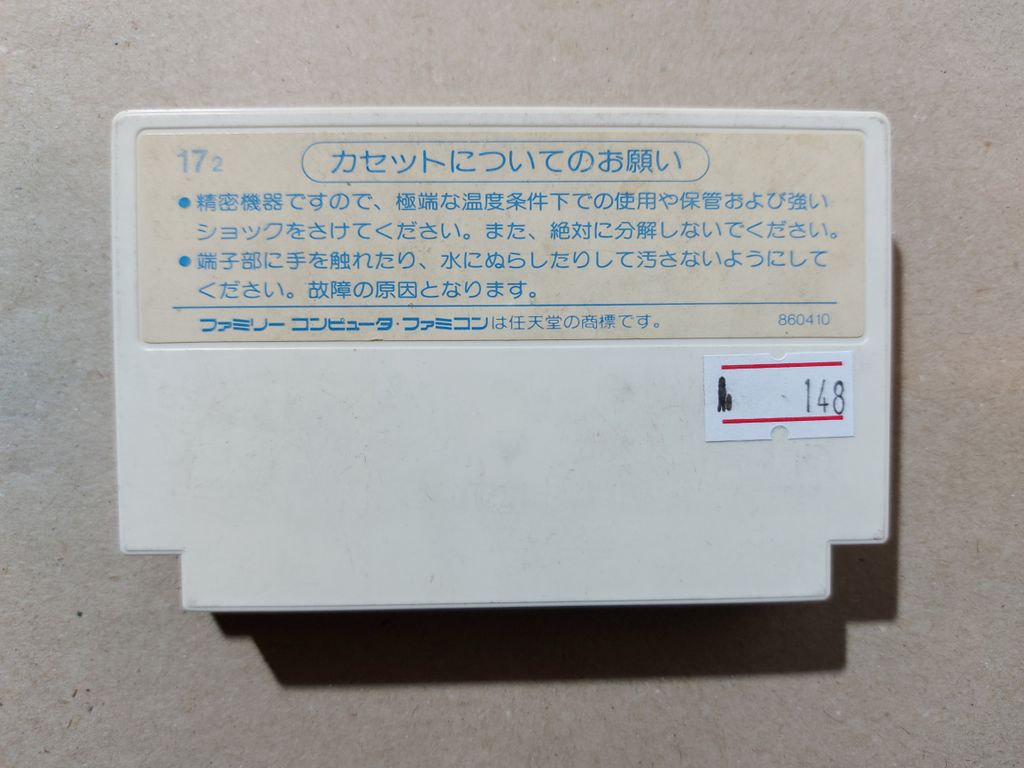 172
カセットについてのお願い
●精密機器ですので、極端な温度条件下での使用や保管および強い
ショックをさけてください。また、絶対に分解しないでください。
●端子部に手を触れたり、水にぬらしたりして汚さないようにして
ください。故障の原因となります。
ファミリー コンピュータ・ファミコンは任天堂の商標です。
860410
148